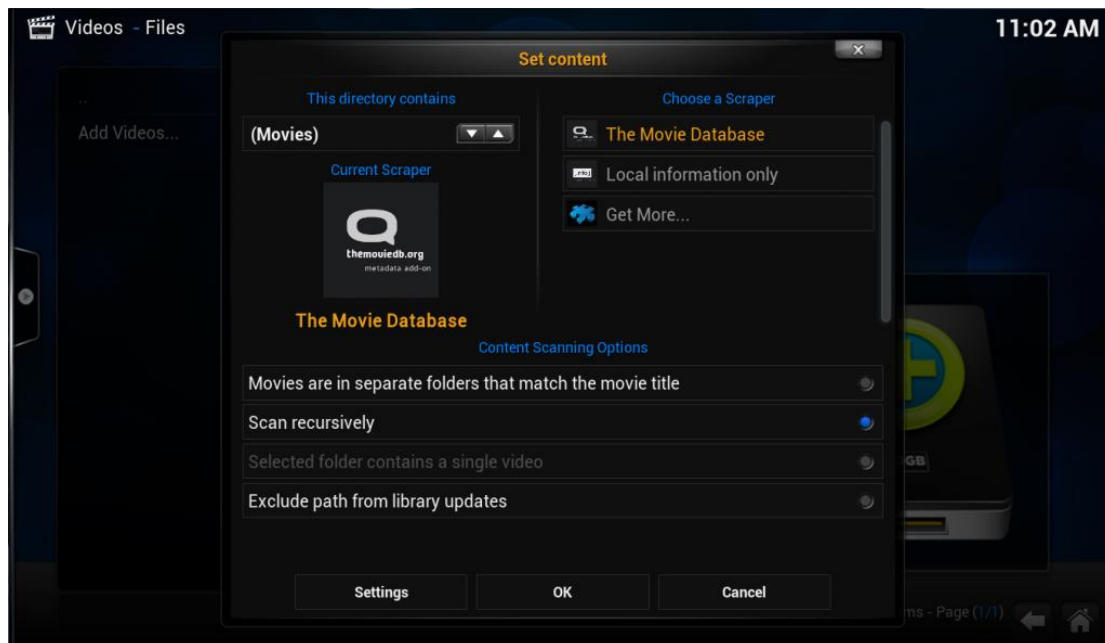 Videos - Files
11:02 AM
Set content
..
Add Videos...
This directory contains
(Movies)
Current Scraper
themoviedb.org
metadata add-on
The Movie Database
Choose a Scraper
The Movie Database
Local information only
Get More...
Content Scanning Options
Movies are in separate folders that match the movie title
Scan recursively
Selected folder contains a single video
Exclude path from library updates
GB
Settings
OK
Cancel
ms - Page (1/1)